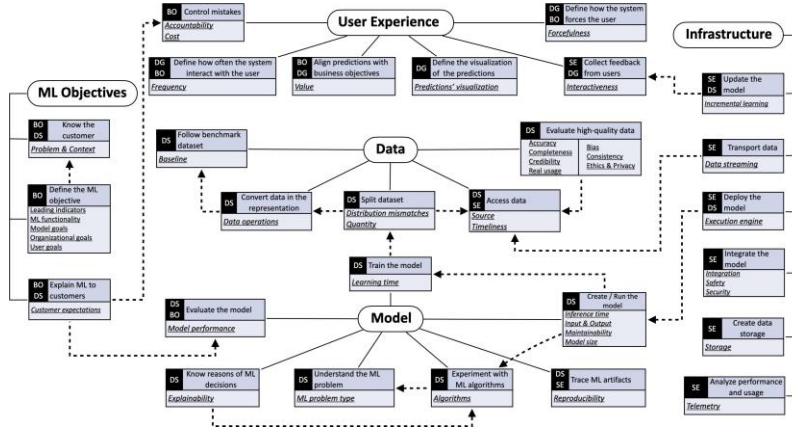 BO
Control mistakes
Accountability
Cost
User Experience
DG
BO
Define how the system
forces the user
Forcefulness
Infrastructure
DG
BO
Define how often the system
interact with the user
Frequency
BO
DG
Align predictions with
business objectives
Value
DG
Define the visualization
of the predictions
Predictions' visualization
SE
DG
Collect feedback
from users
Interactiveness
SE
DS
Update the
model
Incremental learning
ML Objectives
BO
DS
Know the
customer
Problem & Context
DS
Follow benchmark
dataset
Baseline
Data
DS
Evaluate high-quality data
Accuracy
Completeness
Credibility
Real usage
Bias
Consistency
Ethics & Privacy
SE
Transport data
Data streaming
BO
DS
Define the ML
objective
Leading indicators
ML functionality
Model goals
Organizational goals
User goals
DS
Convert data in the
representation
Data operations
DS
Split dataset
Distribution mismatches
Quantity
DS
SE
Access data
Source
Timeliness
SE
DS
Deploy the
model
Execution engine
DS
Train the model
Learning time
SE
Integrate the
model
Integration
Safety
Security
BO
DS
Explain ML to
customers
Customer expectations
DS
BO
Evaluate the model
Model performance
Model
DS
Create / Run the
model
Inference time
Input & Output
Maintainability
Model size
SE
Create data
storage
Storage
DS
Know reasons of ML
decisions
Explainability
DS
Understand the ML
problem
ML problem type
DS
Experiment with
ML algorithms
Algorithms
DS
SE
Trace ML artifacts
Reproducibility
SE
Analyze performance
and usage
Telemetry